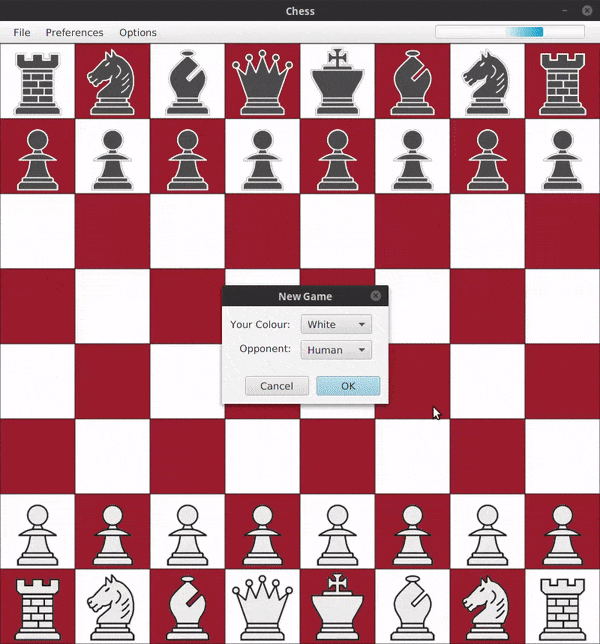 Chess
File Preferences Options
New Game
Your Colour: White
Opponent: Human
Cancel OK